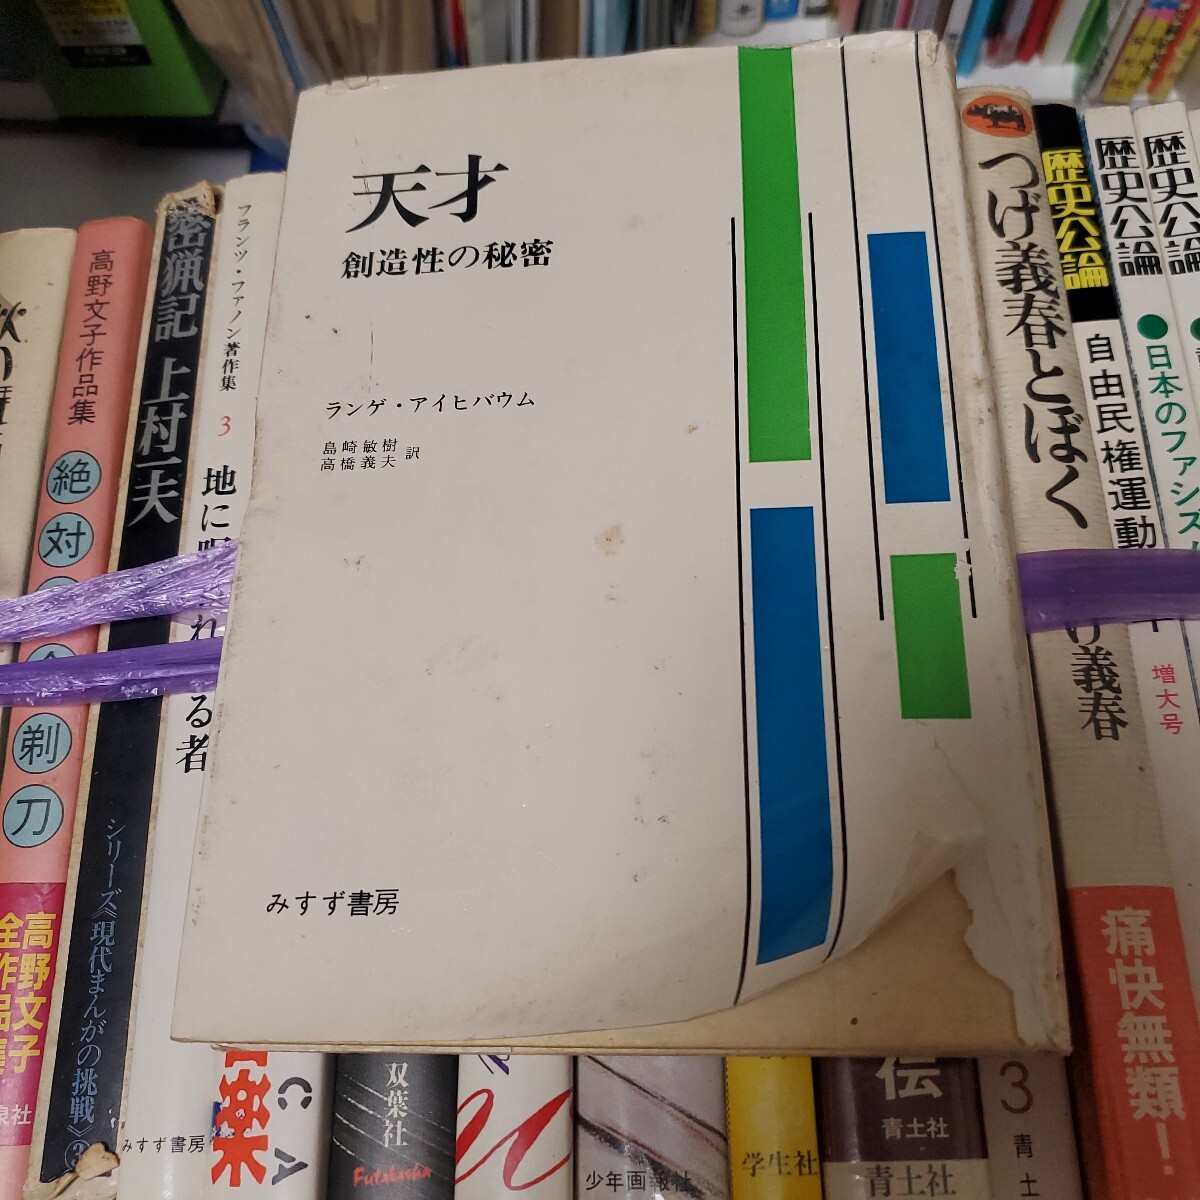 天才
創造性の秘密
ランゲ・アイヒバウム
島崎敏樹
高橋義夫
訳
みすず書房
高野文子作品集
絶対
剃刀
高野文子
全作品集
密猟記 上村一夫
シリーズ《現代まんがの挑戦》③
フランツ・ファノン著作集 3
地に呪われる者
みすず書房
つげ義春とぼく
つげ義春
痛快無類!
歴史公論
自由民権運動
歴史公論
●日本のファシズム
増大号
歴史公論
双葉社
Futabasha
少年画報社
学生社
伝
青土社
青土社
3
青土